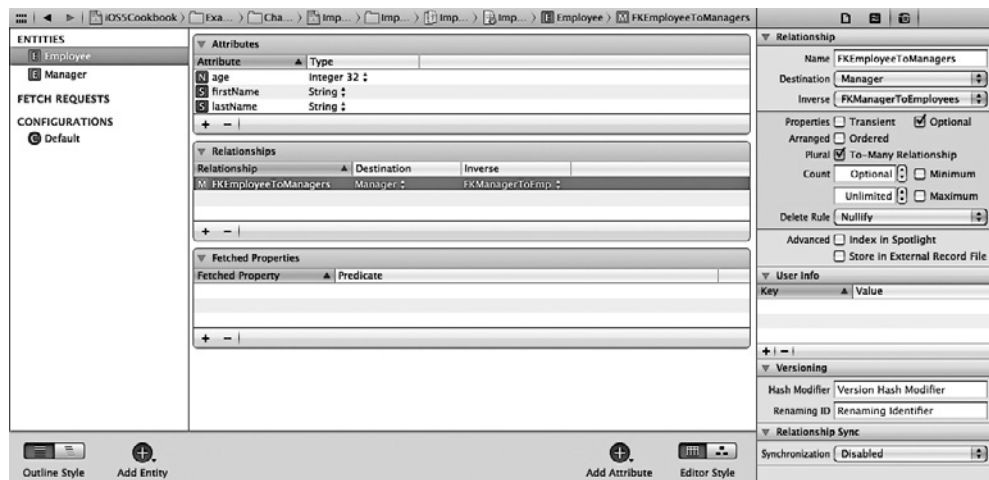 iOS5Cookbook › Exa... › Cha... › Imp... › Imp... › Imp... › Imp... › E Employee › M FKEmployeeToManagers
ENTITIES
E Employee
E Manager
FETCH REQUESTS
CONFIGURATIONS
C Default
Attributes
Attribute Type
N age Integer 32
S firstName String
S lastName String
+ −
Relationships
Relationship Destination Inverse
M FKEmployeeToManagers Manager FKManagerToEmp
+ −
Fetched Properties
Fetched Property Predicate
+ −
Outline Style
Add Entity
Add Attribute
Editor Style
Relationship
Name FKEmployeeToManagers
Destination Manager
Inverse FKManagerToEmployees
Properties Transient Optional
Arranged Ordered
Plural To-Many Relationship
Count Optional Minimum
Unlimited Maximum
Delete Rule Nullify
Advanced Index in Spotlight
Store in External Record File
User Info
Key Value
+ −
Versioning
Hash Modifier Version Hash Modifier
Renaming ID Renaming Identifier
Relationship Sync
Synchronization Disabled